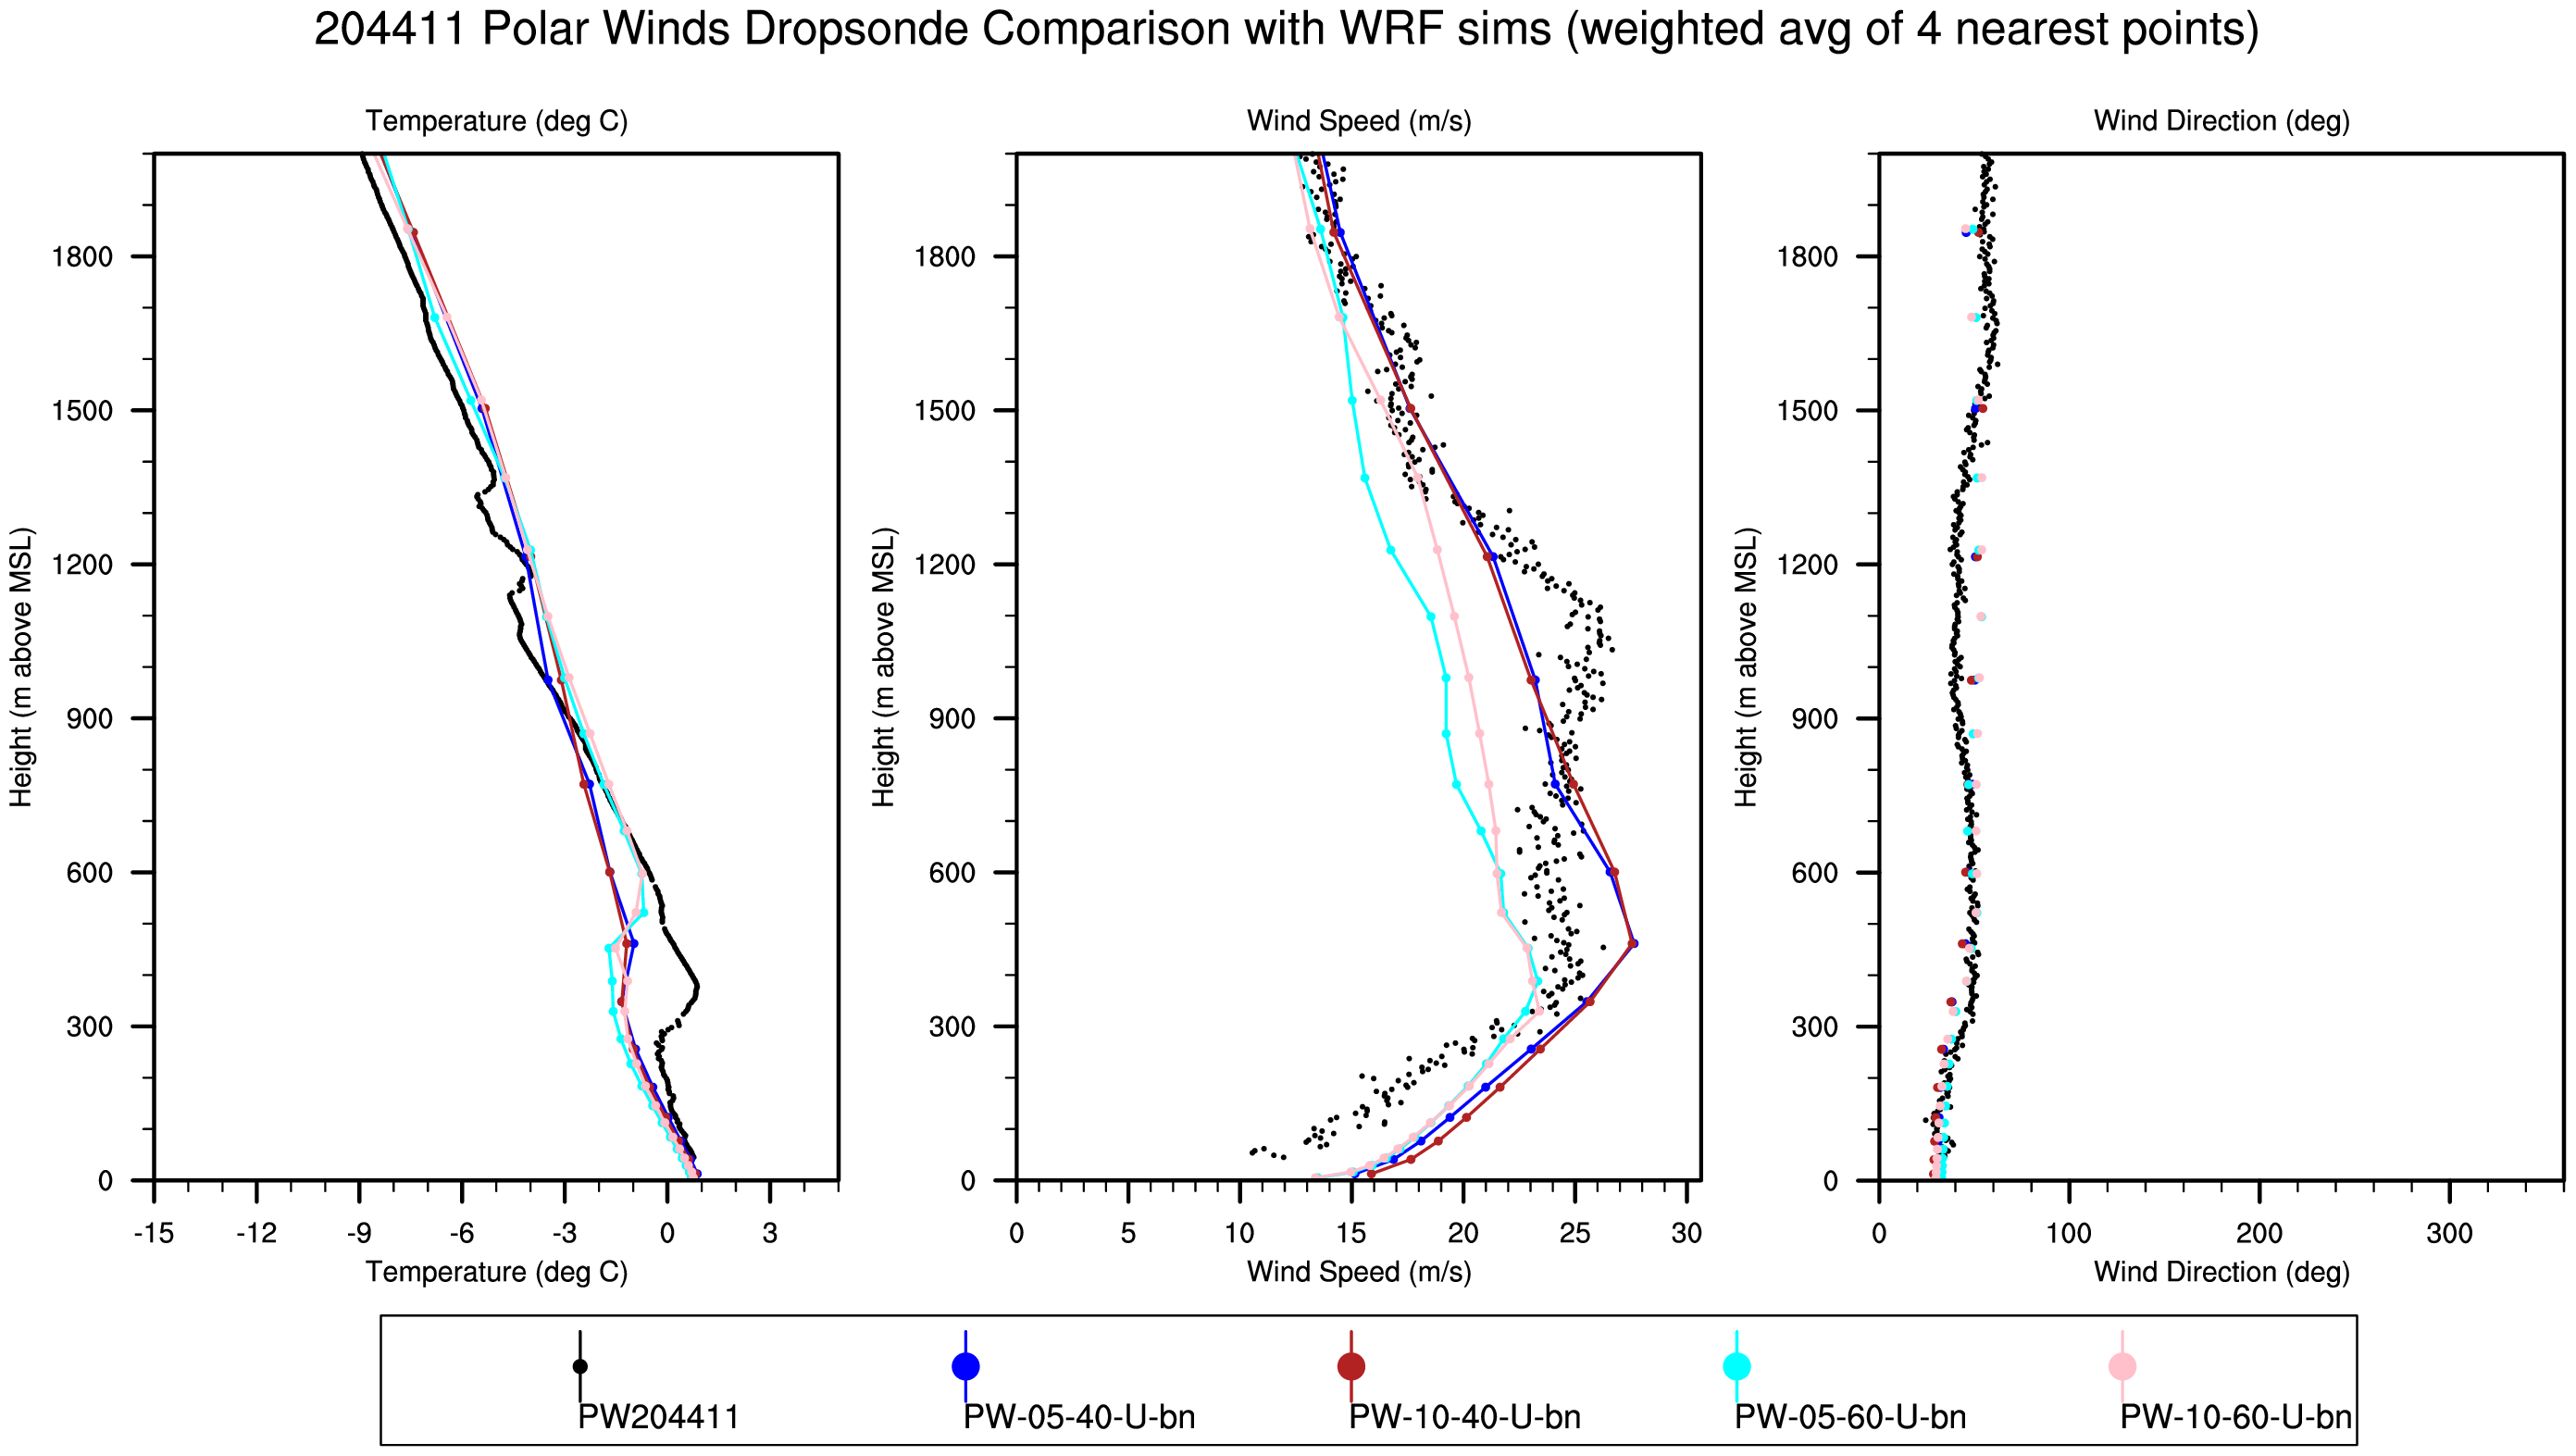 204411 Polar Winds Dropsonde Comparison with WRF sims (weighted avg of 4 nearest points)
Temperature (deg C)
Wind Speed (m/s)
Wind Direction (deg)
Height (m above MSL)
1800
1500
1200
900
600
300
0
-15 -12 -9 -6 -3 0 3
Temperature (deg C)
Height (m above MSL)
1800
1500
1200
900
600
300
0
0 5 10 15 20 25 30
Wind Speed (m/s)
Height (m above MSL)
1800
1500
1200
900
600
300
0
0 100 200 300
Wind Direction (deg)
PW204411
PW-05-40-U-bn
PW-10-40-U-bn
PW-05-60-U-bn
PW-10-60-U-bn